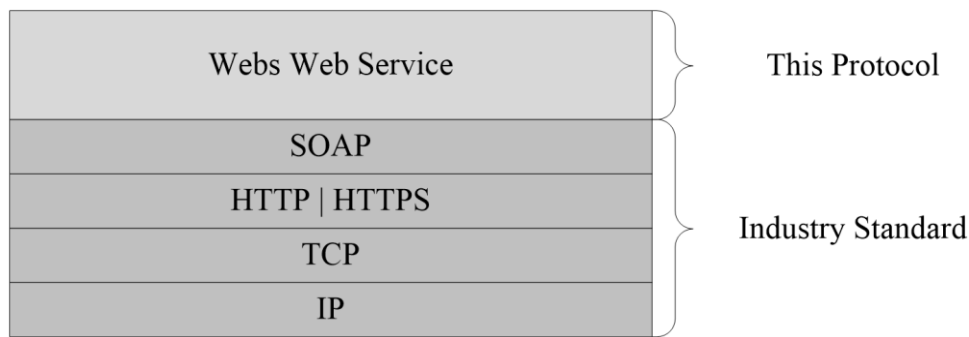 Webs Web Service
This Protocol
SOAP
HTTP | HTTPS
Industry Standard
TCP
IP